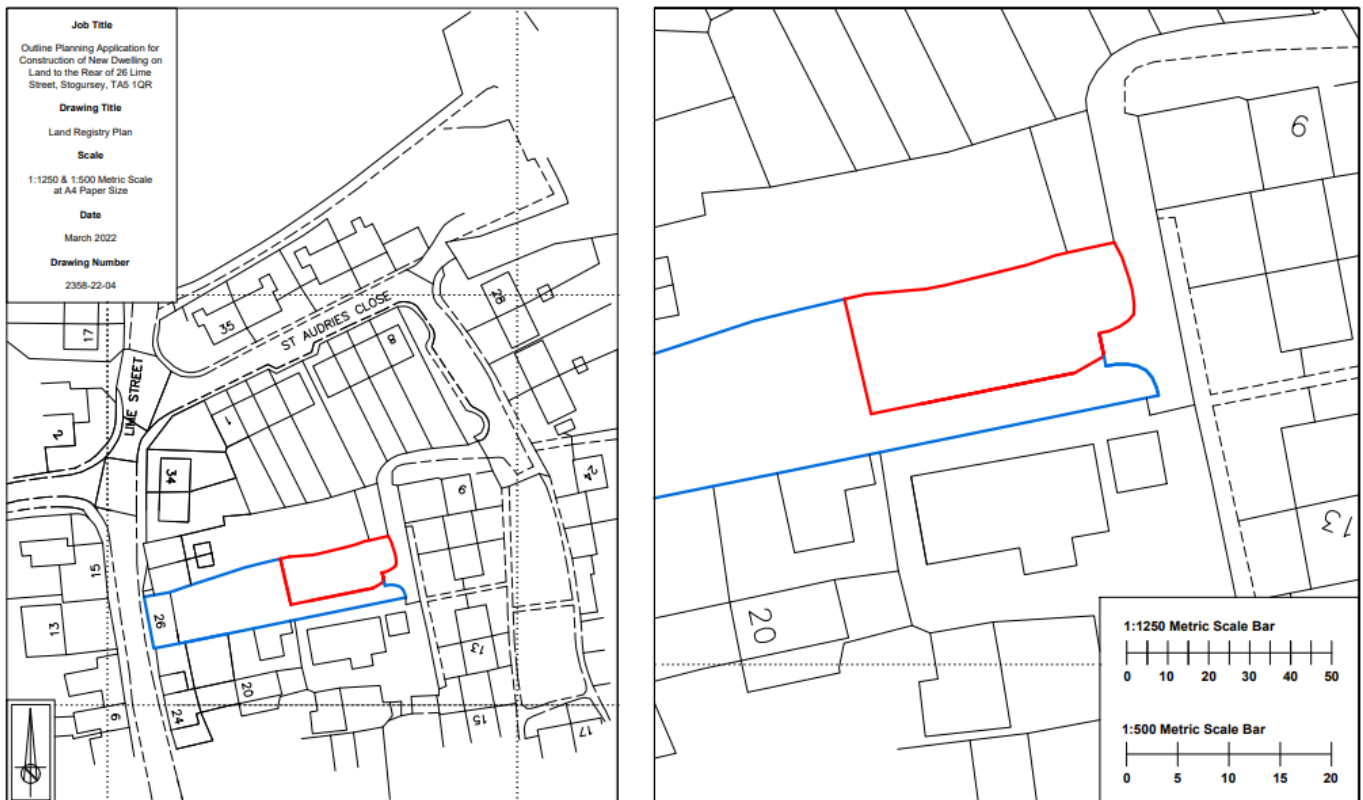 Job Title
Outline Planning Application for
Construction of New Dwelling on
Land to the Rear of 26 Lime
Street, Stogursey, TA5 1QR
Drawing Title
Land Registry Plan
Scale
1:1250 & 1:500 Metric Scale
at A4 Paper Size
Date
March 2022
Drawing Number
2358-22-04
17
35
ST AUDRIES CLOSE
28
8
LIME STREET
1
2
34
24
9
15
26
13
13
20
24
6
15
17
9
13
20
1:1250 Metric Scale Bar
0 10 20 30 40 50
1:500 Metric Scale Bar
0 5 10 15 20